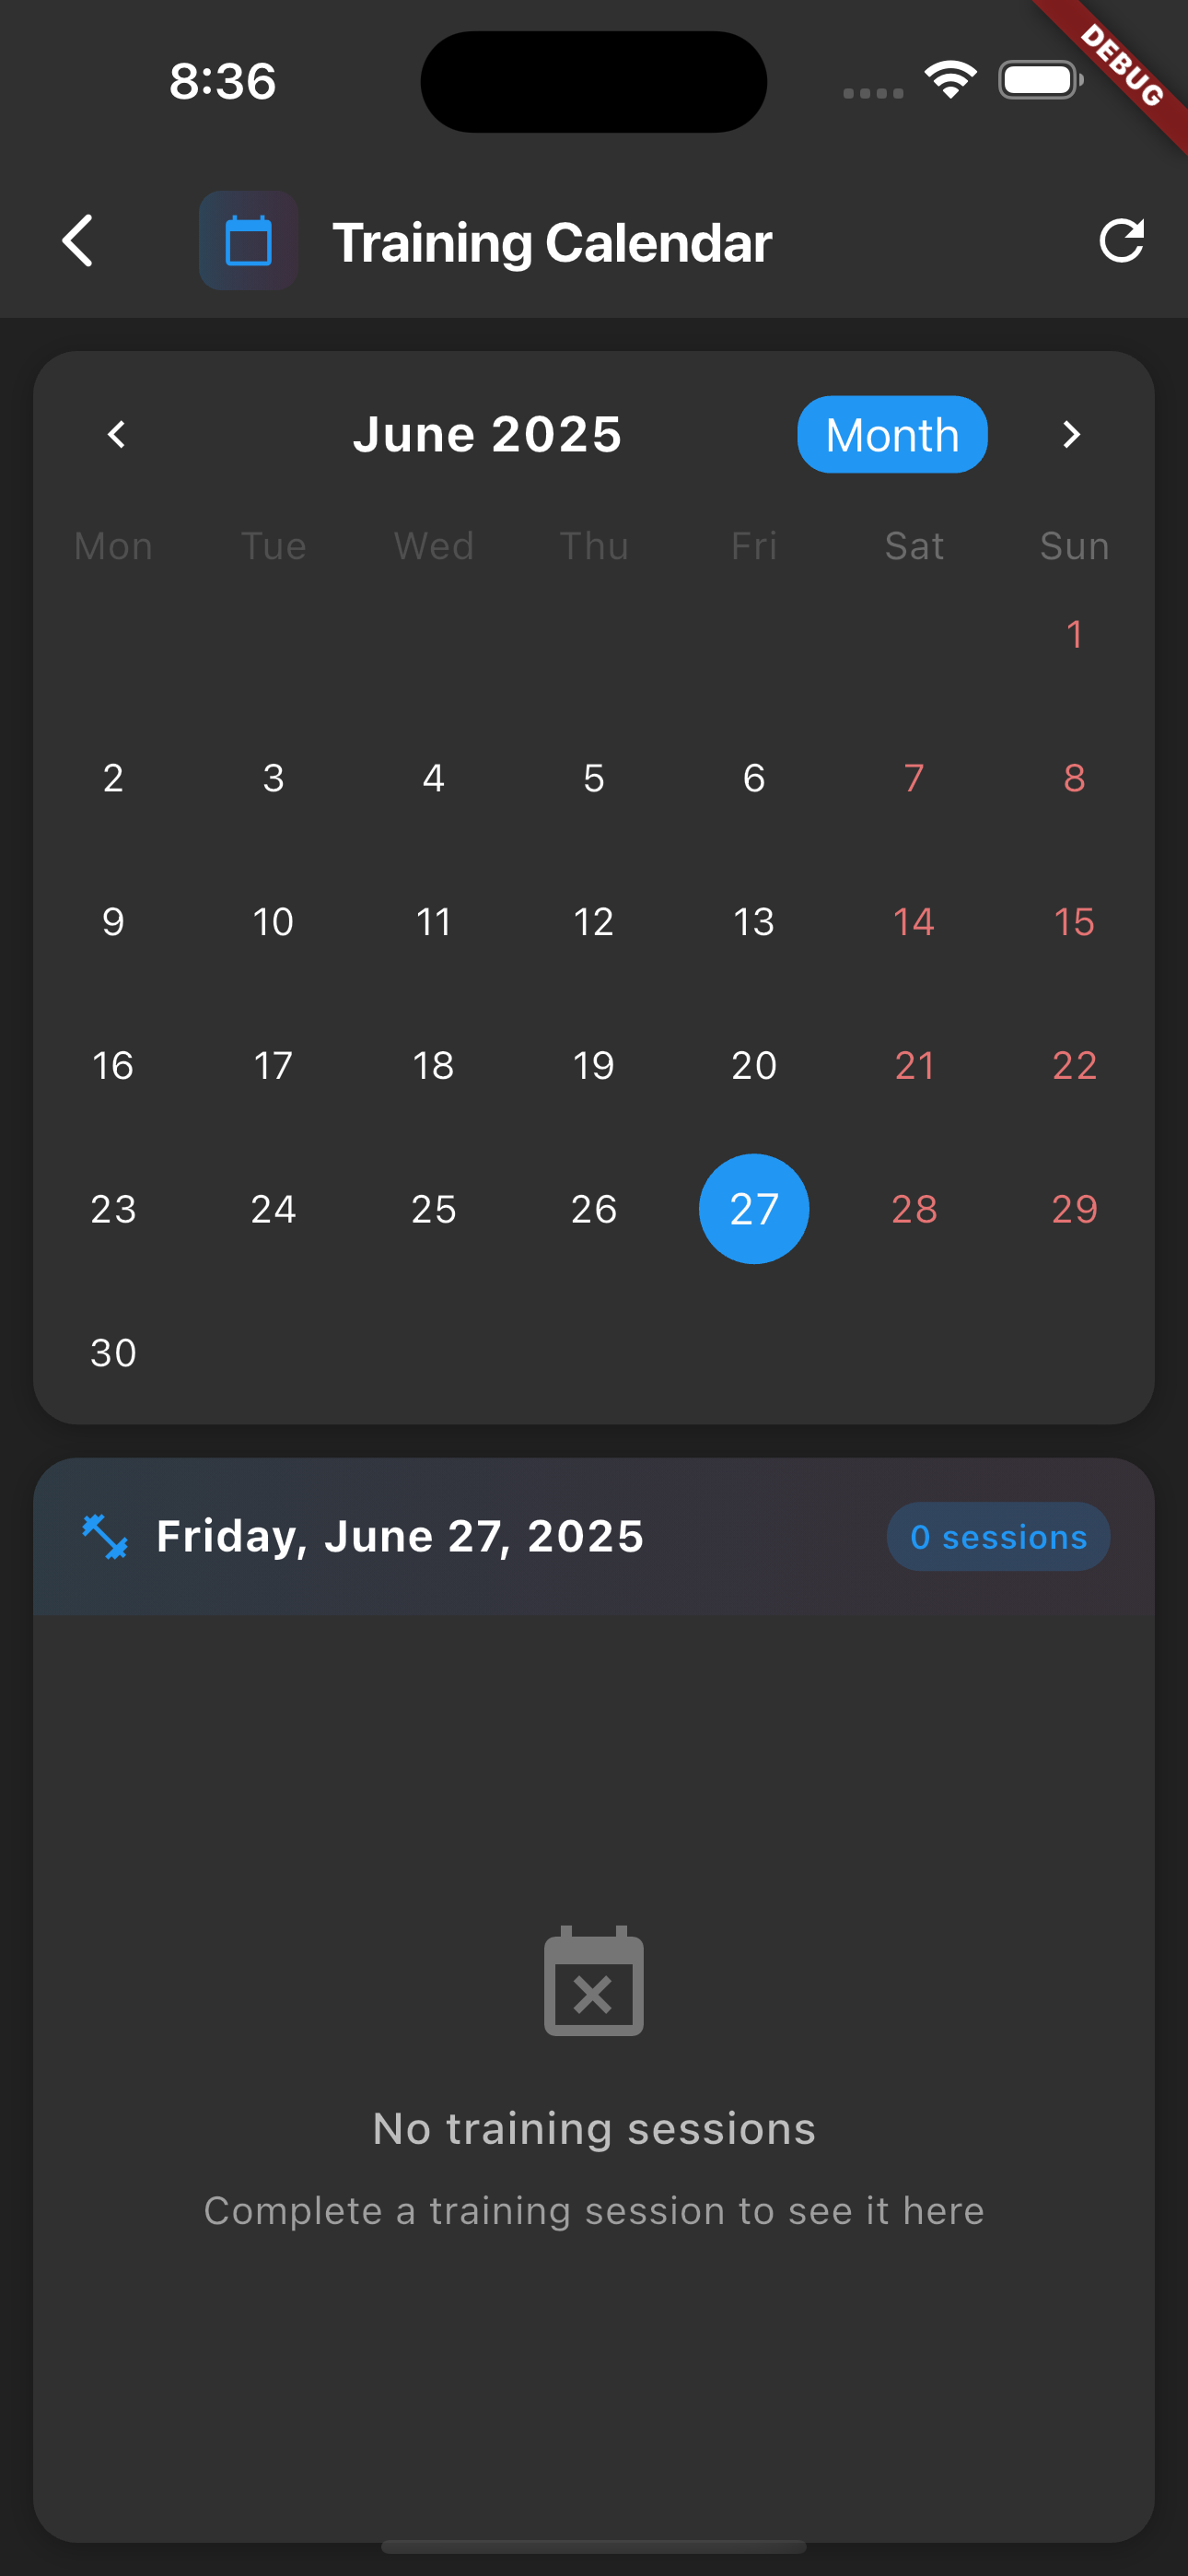 8:36
DEBUG
Training Calendar
June 2025 Month
Mon Tue Wed Thu Fri Sat Sun
1
2 3 4 5 6 7 8
9 10 11 12 13 14 15
16 17 18 19 20 21 22
23 24 25 26 27 28 29
30
Friday, June 27, 2025 0 sessions
No training sessions
Complete a training session to see it here